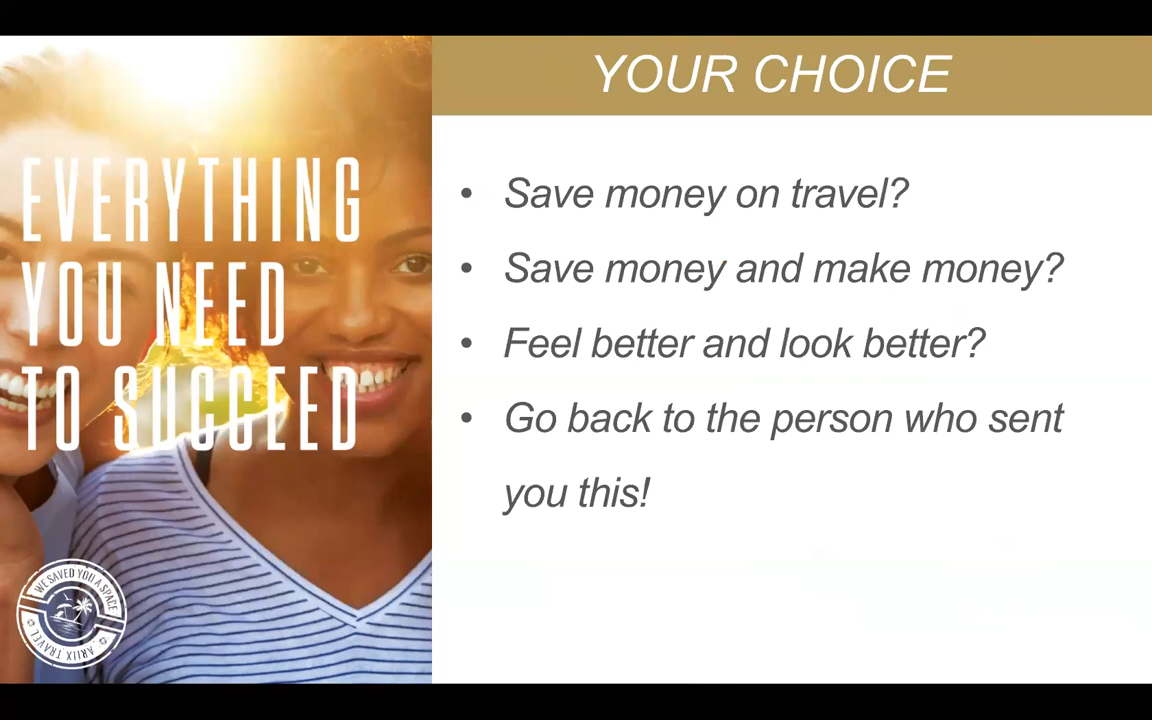 EVERYTHING
YOU NEED
TO SUCCEED
WE SAVED YOU A SPACE
ARIIX TRAVEL
YOUR CHOICE
• Save money on travel?
• Save money and make money?
• Feel better and look better?
• Go back to the person who sent
you this!